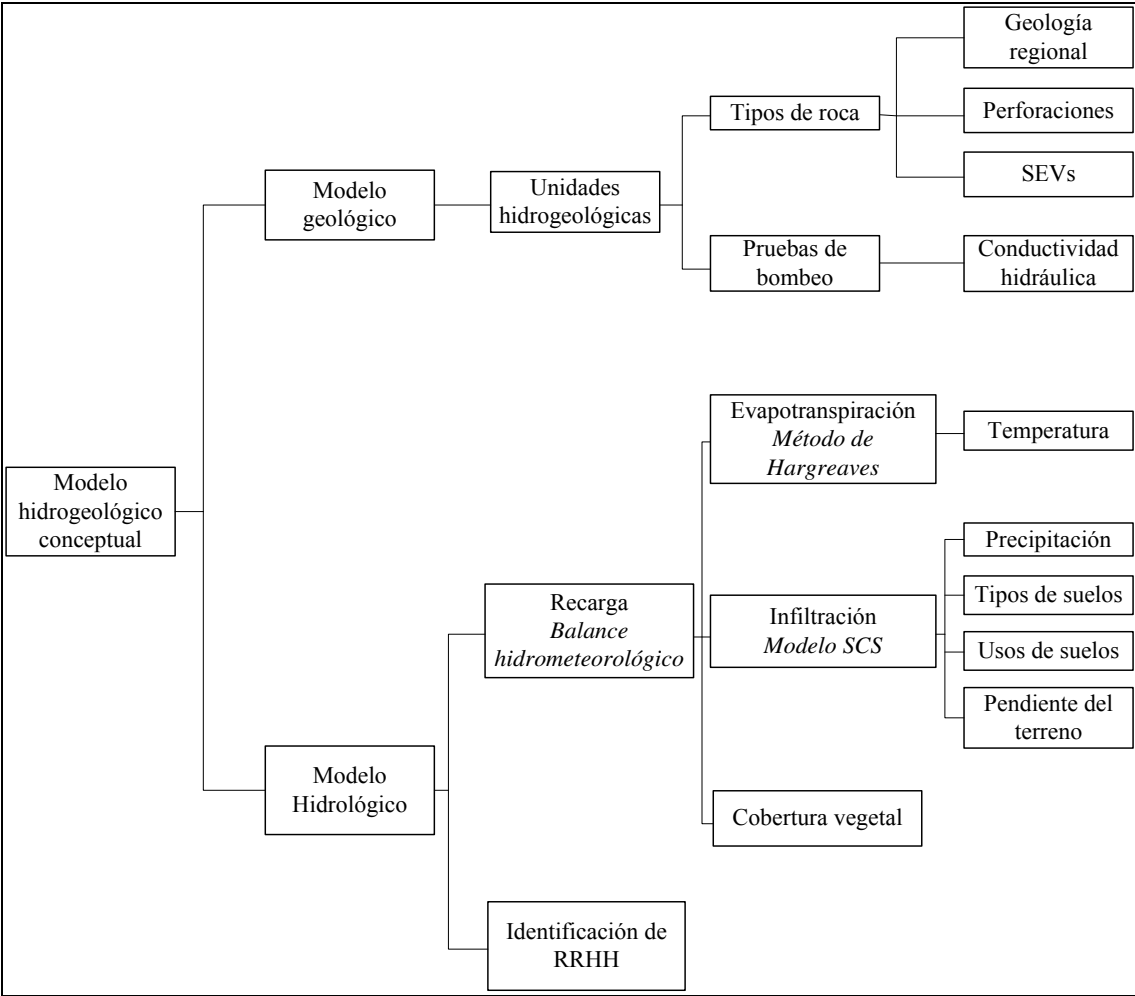 Geología
regional
Tipos de roca
Perforaciones
SEVs
Modelo
geológico
Unidades
hidrogeológicas
Pruebas de
bombeo
Conductividad
hidráulica
Evapotranspiración
Método de
Hargreaves
Temperatura
Modelo
hidrogeológico
conceptual
Precipitación
Tipos de suelos
Recarga
Balance
hidrometeorológico
Infiltración
Modelo SCS
Usos de suelos
Pendiente del
terreno
Modelo
Hidrológico
Cobertura vegetal
Identificación de
RRHH